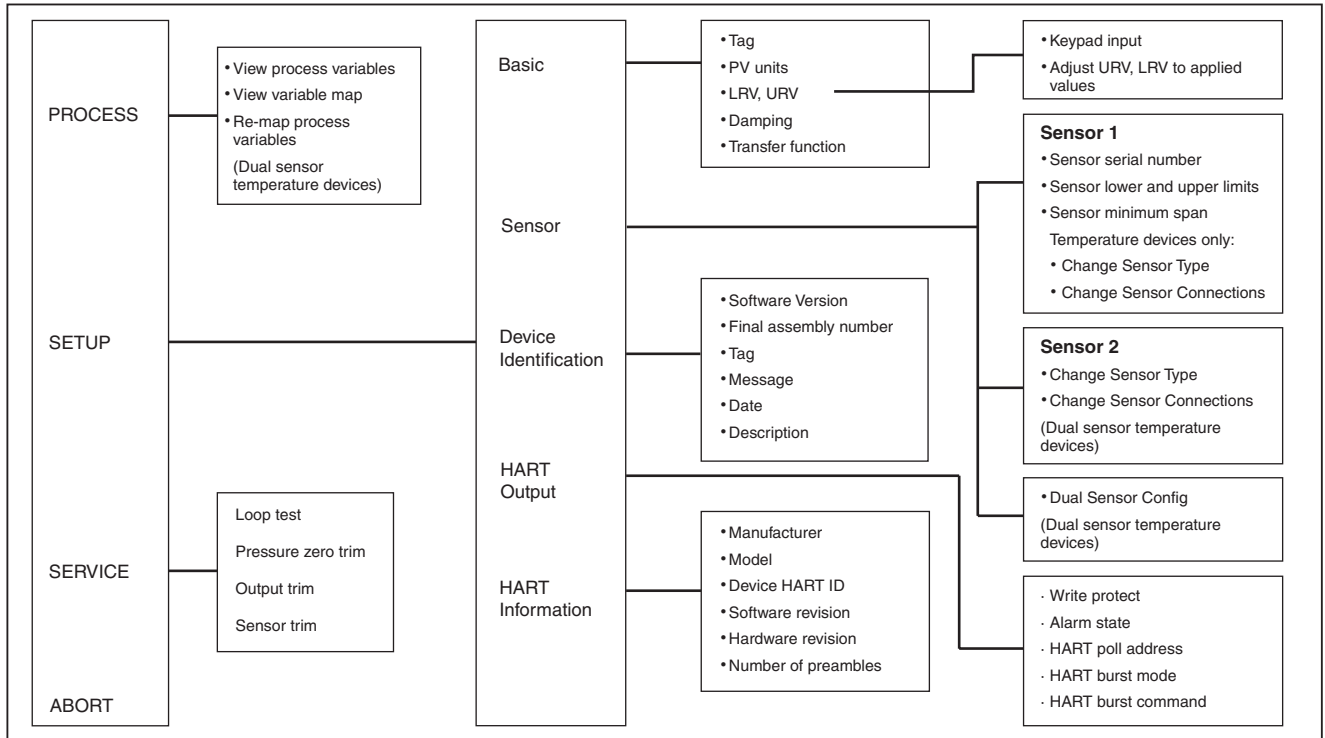 PROCESS
SETUP
SERVICE
ABORT
• View process variables
• View variable map
• Re-map process
variables
(Dual sensor
temperature devices)
Loop test
Pressure zero trim
Output trim
Sensor trim
Basic
Sensor
Device
Identification
HART
Output
HART
Information
• Tag
• PV units
• LRV, URV
• Damping
• Transfer function
• Software Version
• Final assembly number
• Tag
• Message
• Date
• Description
• Manufacturer
• Model
• Device HART ID
• Software revision
• Hardware revision
• Number of preambles
• Keypad input
• Adjust URV, LRV to applied
values
Sensor 1
• Sensor serial number
• Sensor lower and upper limits
• Sensor minimum span
Temperature devices only:
• Change Sensor Type
• Change Sensor Connections
Sensor 2
• Change Sensor Type
• Change Sensor Connections
(Dual sensor temperature
devices)
• Dual Sensor Config
(Dual sensor temperature
devices)
· Write protect
· Alarm state
· HART poll address
· HART burst mode
· HART burst command